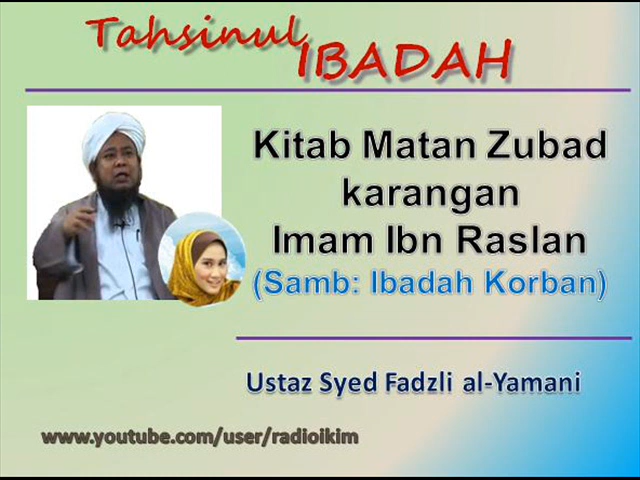 Tahsinul
IBADAH
Kitab Matan Zubad
karangan
Imam Ibn Raslan
(Samb: Ibadah Korban)
Ustaz Syed Fadzli al-Yamani
www.youtube.com/user/radioikim